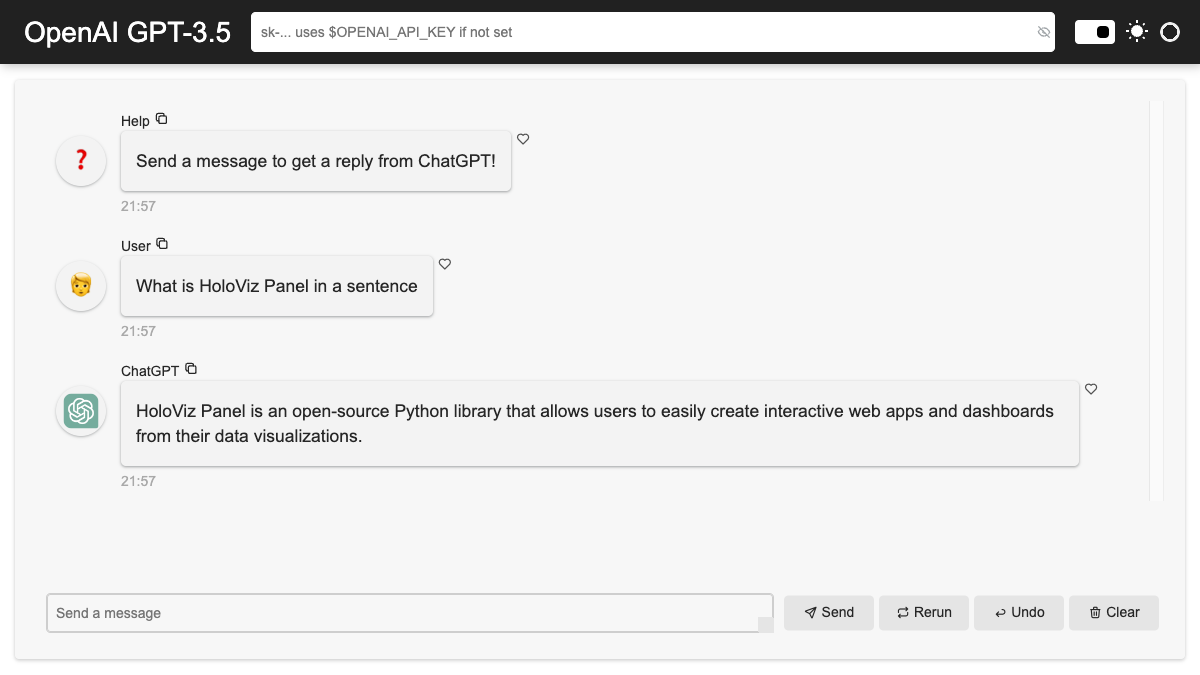 OpenAI GPT-3.5
sk-... uses $OPENAI_API_KEY if not set
Help
Send a message to get a reply from ChatGPT!
21:57
User
What is HoloViz Panel in a sentence
21:57
ChatGPT
HoloViz Panel is an open-source Python library that allows users to easily create interactive web apps and dashboards
from their data visualizations.
21:57
Send a message
Send
Rerun
Undo
Clear